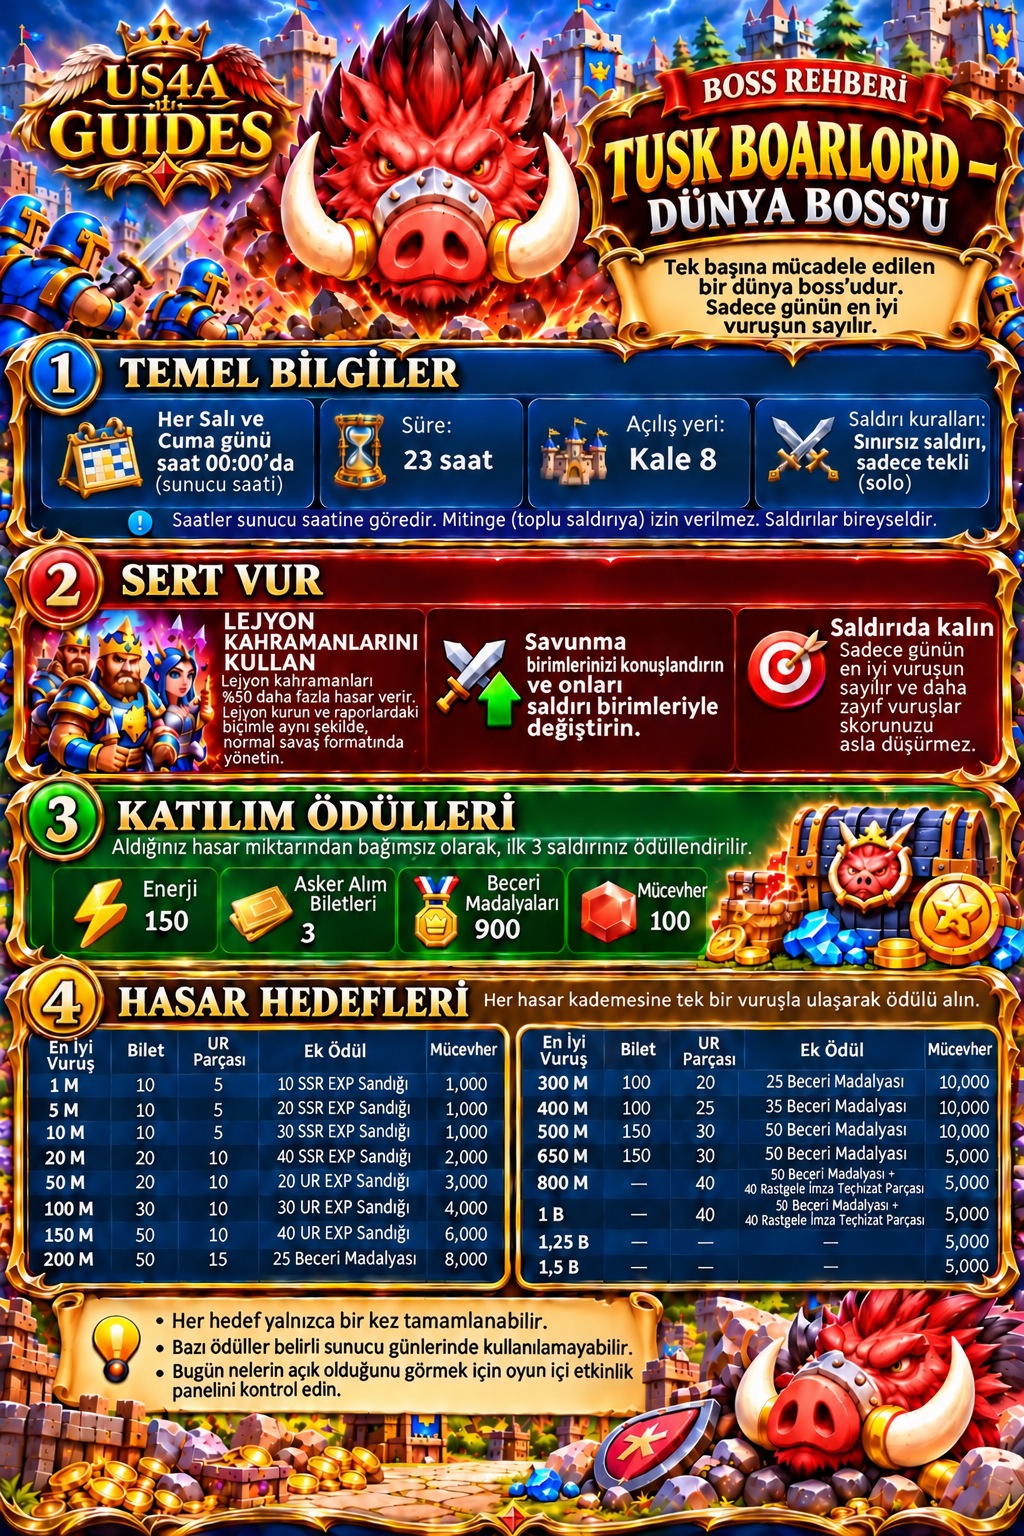 US4A
GUIDES
BOSS REHBERİ
TUSK BOARLORD –
DÜNYA BOSS'U
Tek başına mücadele edilen
bir dünya boss'udur.
Sadece günün en iyi
vuruşun sayılır.
1 TEMEL BİLGİLER
Her Salı ve
Cuma günü
saat 00:00'da
(sunucu saati)
Süre:
23 saat
Açılış yeri:
Kale 8
Saldırı kuralları:
Sınırsız saldırı,
sadece tekli
(solo)
! Saatler sunucu saatine göredir. Mitinge (toplu saldırıya) izin verilmez. Saldırılar bireyseldir.
2 SERT VUR
LEJYON
KAHRAMANLARINI
KULLAN
Lejyon kahramanları
%50 daha fazla hasar verir.
Lejyon kurun ve raporlardaki
biçimle aynı şekilde,
normal savaş formatında
yönetin.
Savunma
birimlerinizi konuşlandırın
ve onları
saldırı birimleriyle
değiştirin.
Saldırıda kalın
Sadece günün
en iyi vuruşun
sayılır ve daha
zayıf vuruşlar
skorunuzu
asla düşürmez.
3 KATILIM ÖDÜLLERİ
Aldığınız hasar miktarından bağımsız olarak, ilk 3 saldırınız ödüllendirilir.
Enerji
150
Asker Alım
Biletleri
3
Beceri
Madalyaları
900
Mücevher
100
4 HASAR HEDEFLERİ
Her hasar kademesine tek bir vuruşla ulaşarak ödülü alın.
En İyi Vuruş Bilet UR Parçası Ek Ödül Mücevher
1 M 10 5 10 SSR EXP Sandığı 1,000
5 M 10 5 20 SSR EXP Sandığı 1,000
10 M 10 5 30 SSR EXP Sandığı 1,000
20 M 20 10 40 SSR EXP Sandığı 2,000
50 M 20 10 20 UR EXP Sandığı 3,000
100 M 30 10 30 UR EXP Sandığı 4,000
150 M 50 10 40 UR EXP Sandığı 6,000
200 M 50 15 25 Beceri Madalyası 8,000
En İyi Vuruş Bilet UR Parçası Ek Ödül Mücevher
300 M 100 20 25 Beceri Madalyası 10,000
400 M 100 25 35 Beceri Madalyası 10,000
500 M 150 30 50 Beceri Madalyası 10,000
650 M 150 30 50 Beceri Madalyası 5,000
800 M — 40 50 Beceri Madalyası + 40 Rastgele İmza Teçhizat Parçası 5,000
1 B — 40 50 Beceri Madalyası + 40 Rastgele İmza Teçhizat Parçası 5,000
1,25 B — — — 5,000
1,5 B — — — 5,000
• Her hedef yalnızca bir kez tamamlanabilir.
• Bazı ödüller belirli sunucu günlerinde kullanılamayabilir.
• Bugün nelerin açık olduğunu görmek için oyun içi etkinlik
panelini kontrol edin.